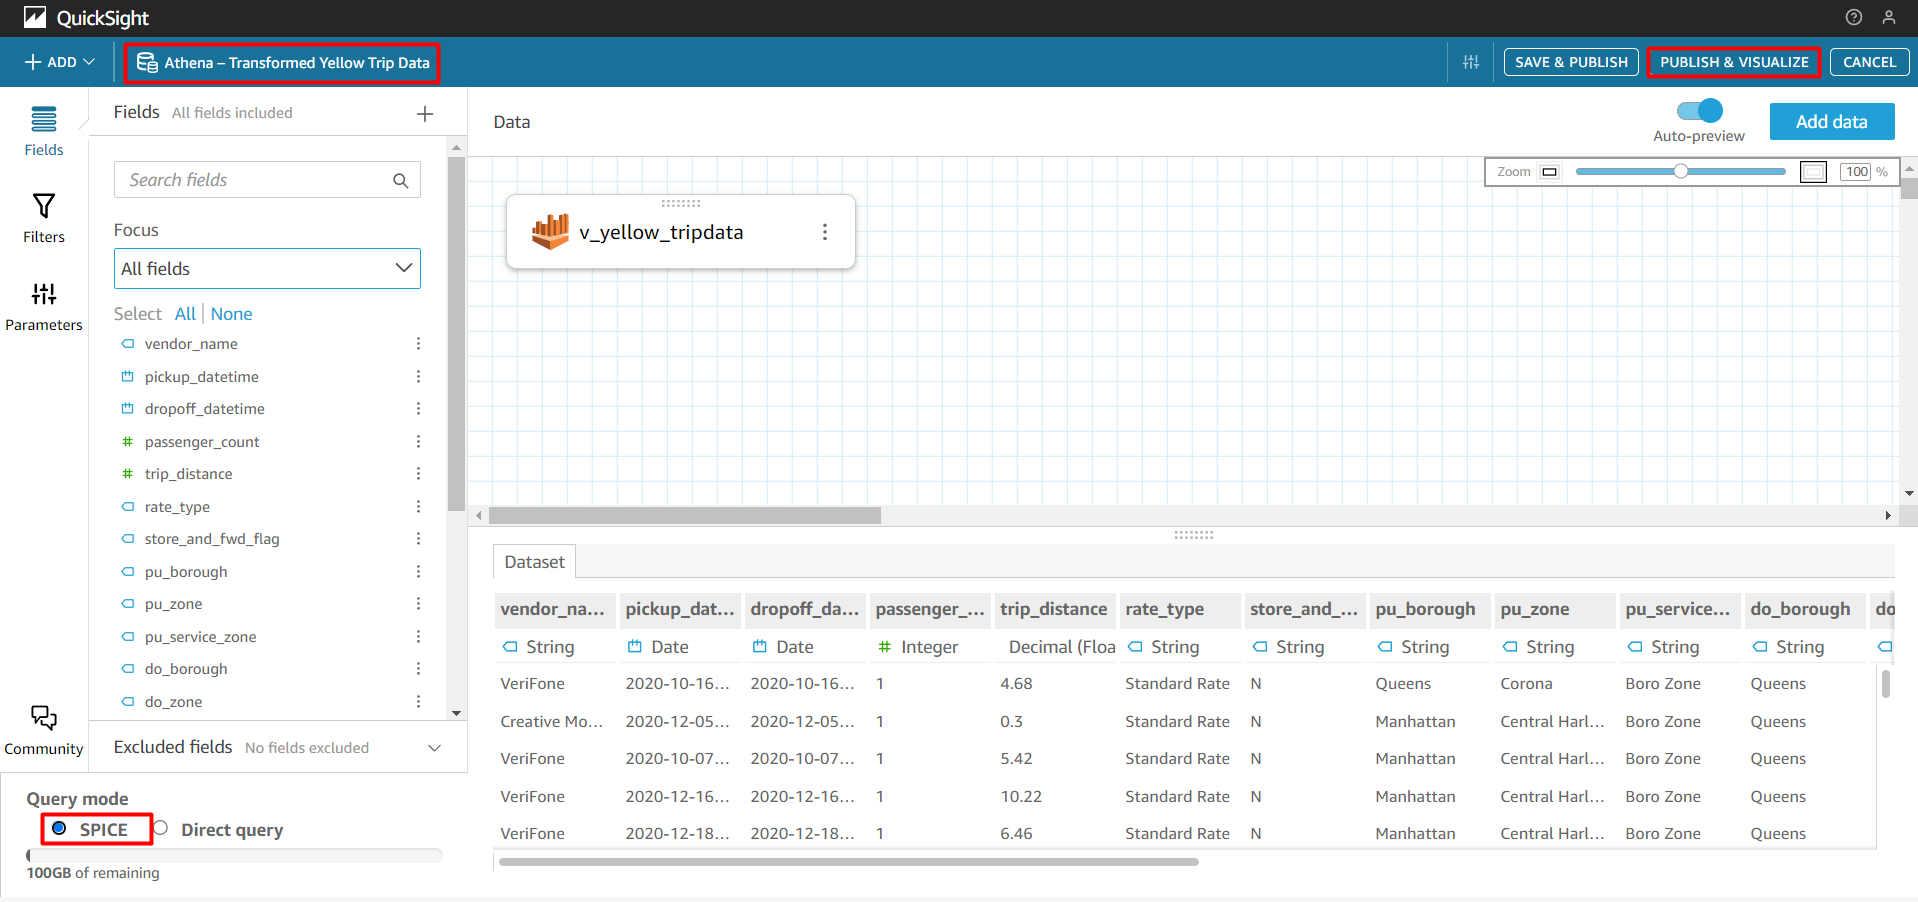 QuickSight
ADD
Athena – Transformed Yellow Trip Data
SAVE & PUBLISH
PUBLISH & VISUALIZE
CANCEL
Fields
Filters
Parameters
Community
Fields All fields included
Search fields
Focus
All fields
Select All None
vendor_name
pickup_datetime
dropoff_datetime
passenger_count
trip_distance
rate_type
store_and_fwd_flag
pu_borough
pu_zone
pu_service_zone
do_borough
do_zone
Excluded fields No fields excluded
Query mode
SPICE Direct query
100GB of remaining
Data
Auto-preview
Add data
Zoom 100 %
v_yellow_tripdata
Dataset
vendor_na... pickup_dat... dropoff_da... passenger_... trip_distance rate_type store_and_... pu_borough pu_zone pu_service... do_borough do
String Date Date Integer Decimal (Floa String String String String String String
VeriFone 2020-10-16... 2020-10-16... 1 4.68 Standard Rate N Queens Corona Boro Zone Queens
Creative Mo... 2020-12-05... 2020-12-05... 1 0.3 Standard Rate N Manhattan Central Harl... Boro Zone Queens
VeriFone 2020-10-07... 2020-10-07... 1 5.42 Standard Rate N Manhattan Central Harl... Boro Zone Queens
VeriFone 2020-12-16... 2020-12-16... 1 10.22 Standard Rate N Manhattan Central Harl... Boro Zone Queens
VeriFone 2020-12-18... 2020-12-18... 1 6.46 Standard Rate N Manhattan Central Harl... Boro Zone Queens